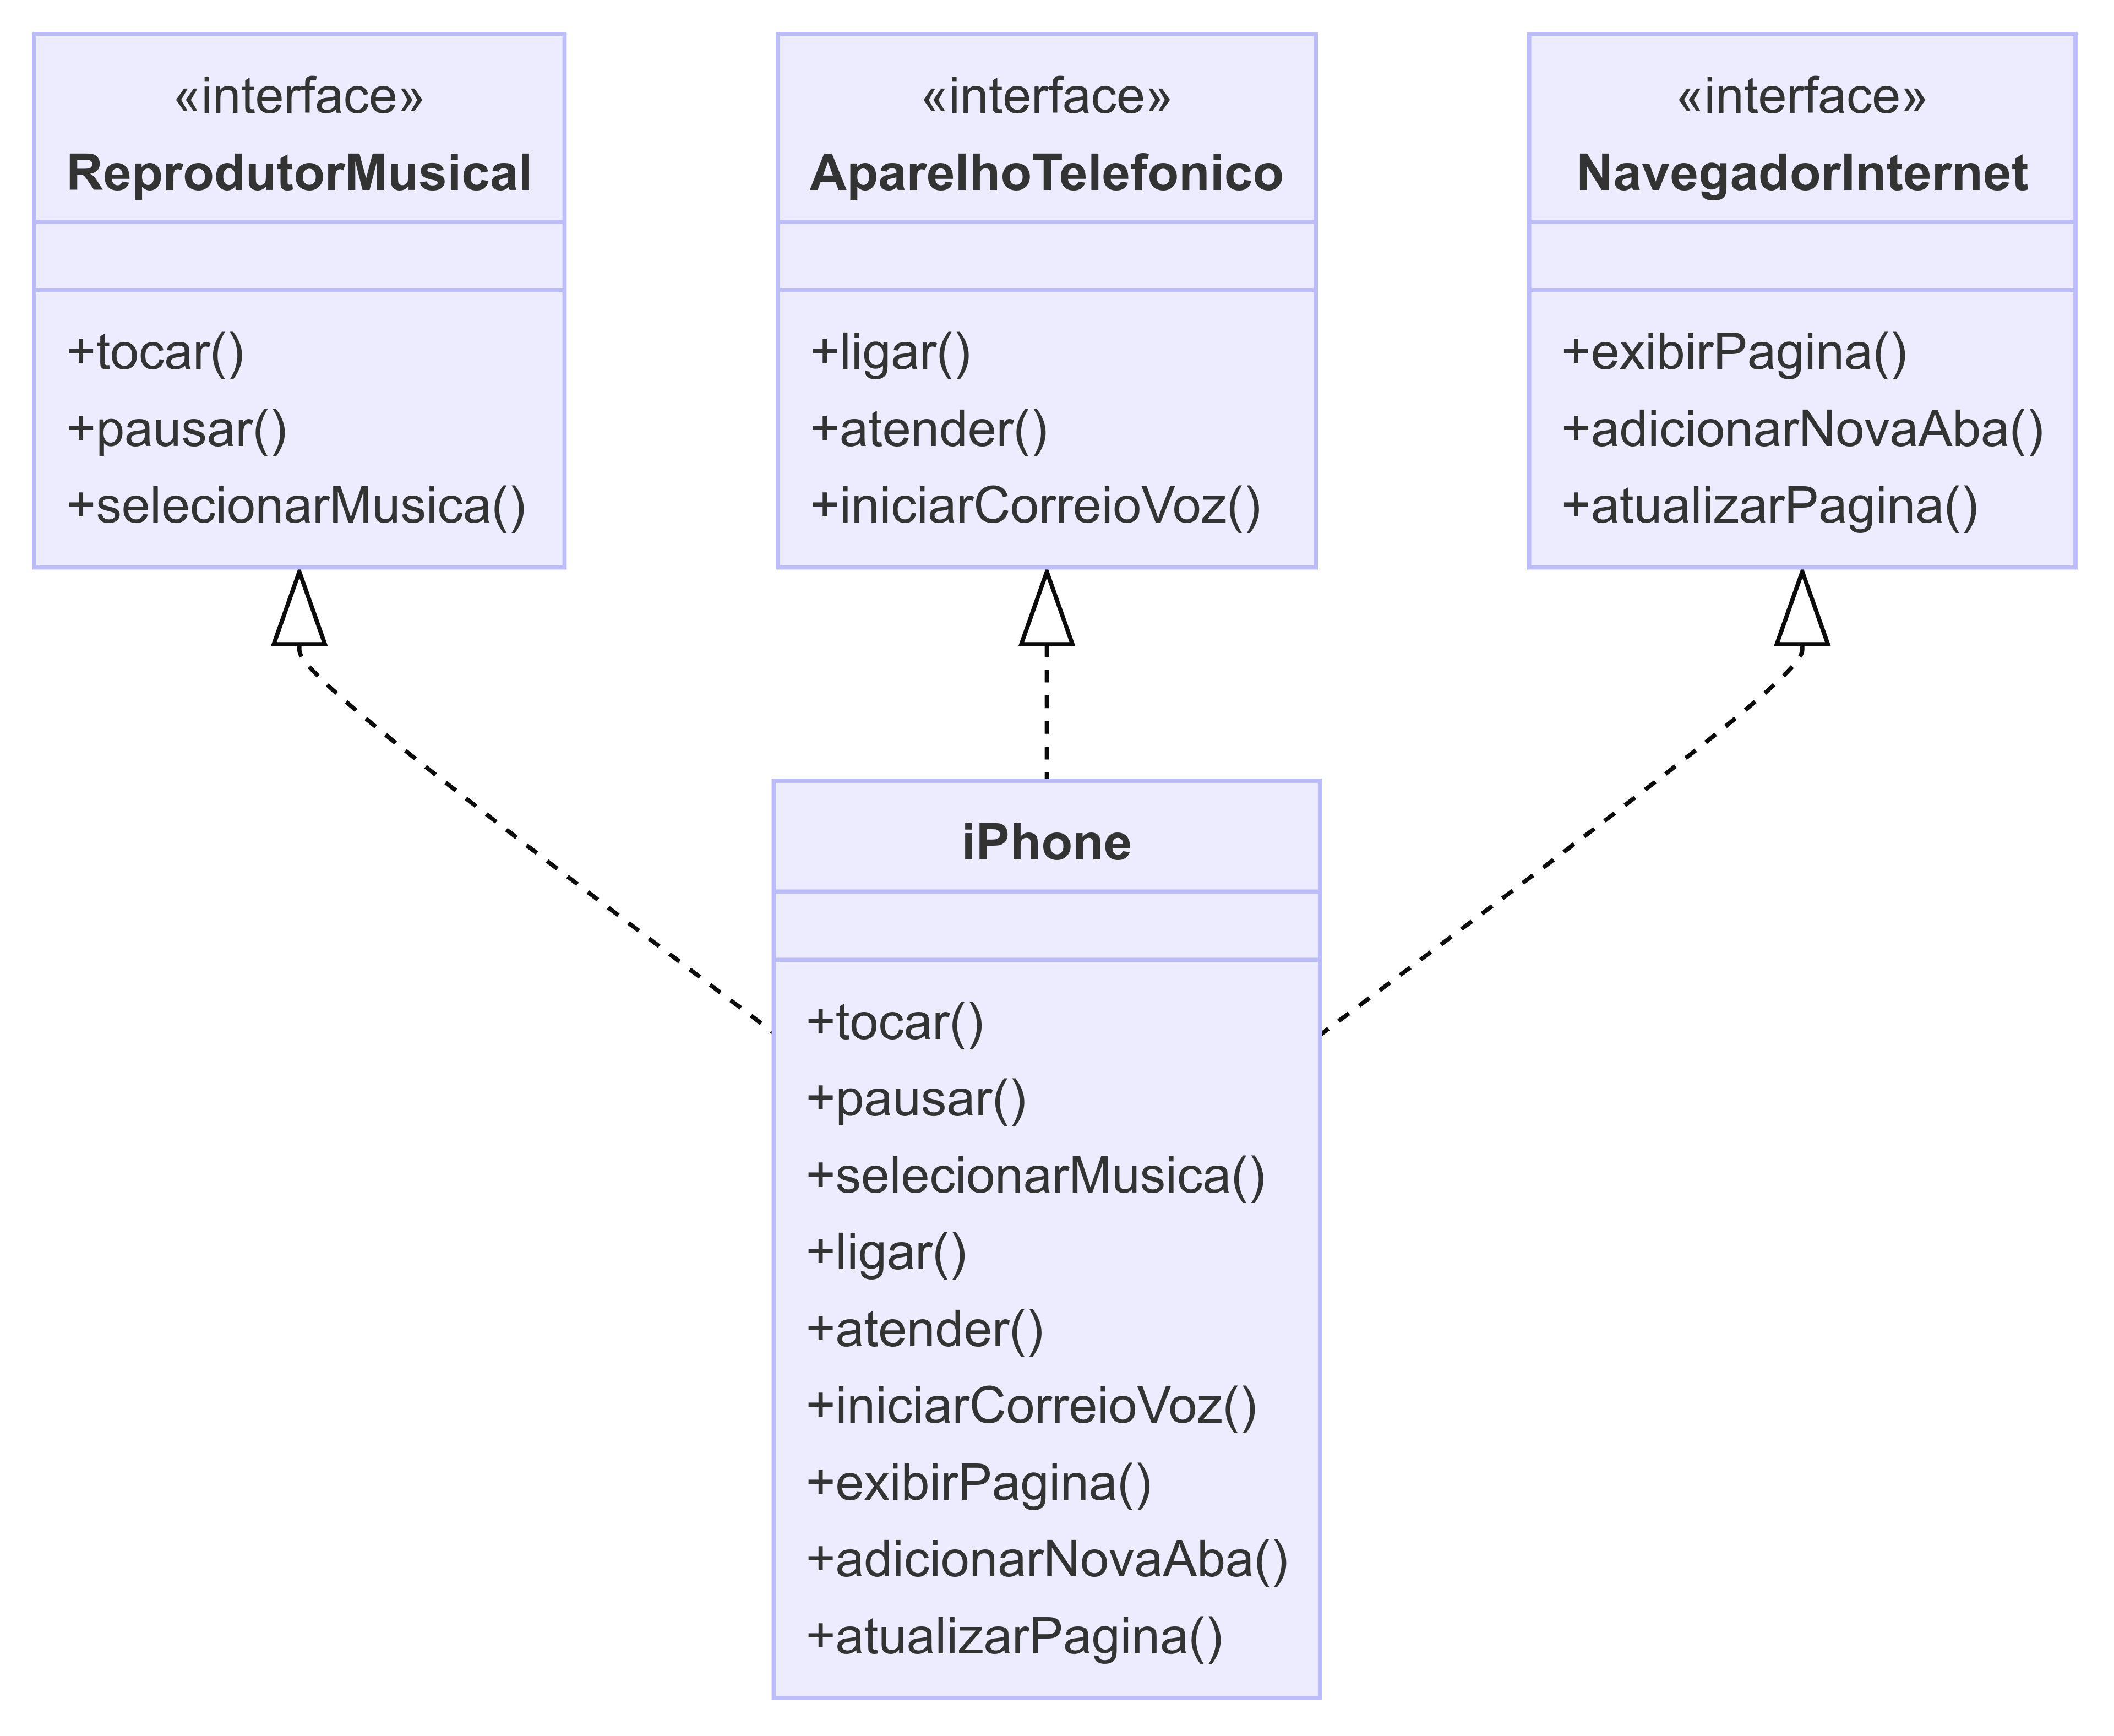 «interface»
ReprodutorMusical
+tocar()
+pausar()
+selecionarMusica()
«interface»
AparelhoTelefonico
+ligar()
+atender()
+iniciarCorreioVoz()
«interface»
NavegadorInternet
+exibirPagina()
+adicionarNovaAba()
+atualizarPagina()
iPhone
+tocar()
+pausar()
+selecionarMusica()
+ligar()
+atender()
+iniciarCorreioVoz()
+exibirPagina()
+adicionarNovaAba()
+atualizarPagina()